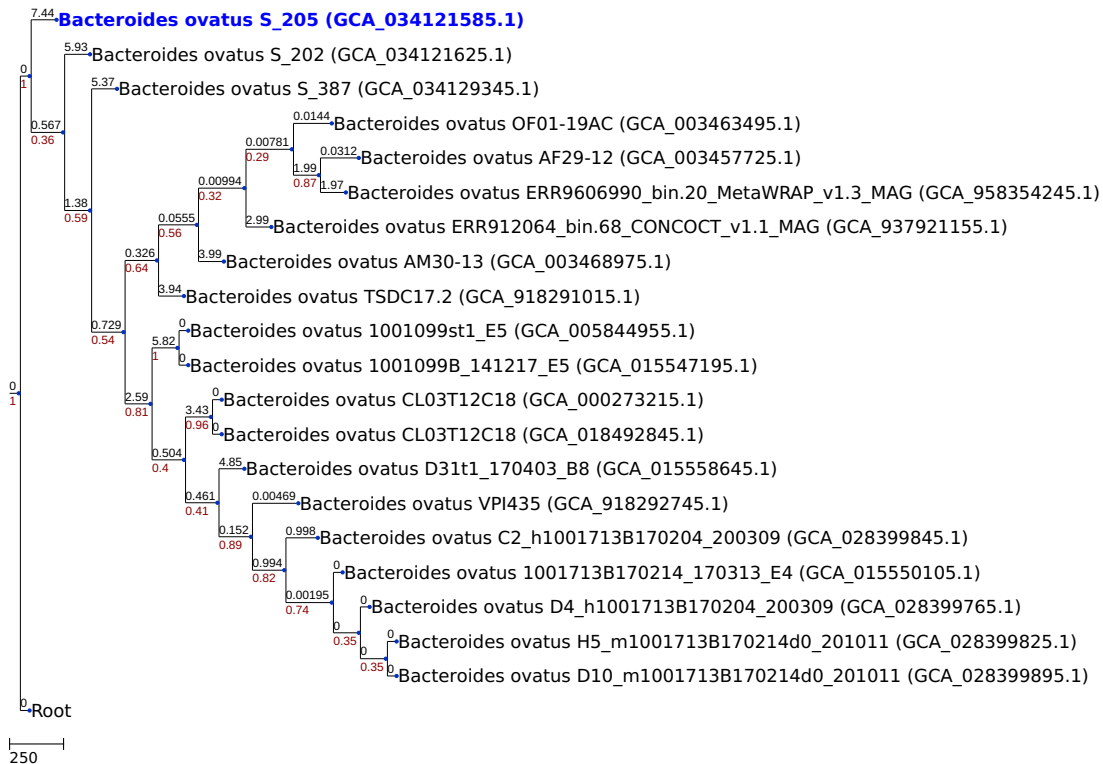 7.44
Bacteroides ovatus S_205 (GCA_034121585.1)
5.93
Bacteroides ovatus S_202 (GCA_034121625.1)
0
1
5.37
Bacteroides ovatus S_387 (GCA_034129345.1)
0.0144
Bacteroides ovatus OF01-19AC (GCA_003463495.1)
0.567
0.36
0.00781
0.29
0.0312
Bacteroides ovatus AF29-12 (GCA_003457725.1)
1.99
0.87
1.97
Bacteroides ovatus ERR9606990_bin.20_MetaWRAP_v1.3_MAG (GCA_958354245.1)
0.00994
0.32
1.38
0.59
0.0555
0.56
2.99
Bacteroides ovatus ERR912064_bin.68_CONCOCT_v1.1_MAG (GCA_937921155.1)
0.326
0.64
3.99
Bacteroides ovatus AM30-13 (GCA_003468975.1)
3.94
Bacteroides ovatus TSDC17.2 (GCA_918291015.1)
0.729
0.54
0
Bacteroides ovatus 1001099st1_E5 (GCA_005844955.1)
5.82
1
0
Bacteroides ovatus 1001099B_141217_E5 (GCA_015547195.1)
0
1
0
Bacteroides ovatus CL03T12C18 (GCA_000273215.1)
2.59
0.81
3.43
0.96
0
Bacteroides ovatus CL03T12C18 (GCA_018492845.1)
0.504
0.4
4.85
Bacteroides ovatus D31t1_170403_B8 (GCA_015558645.1)
0.461
0.41
0.00469
Bacteroides ovatus VPI435 (GCA_918292745.1)
0.152
0.89
0.998
Bacteroides ovatus C2_h1001713B170204_200309 (GCA_028399845.1)
0.994
0.82
0
Bacteroides ovatus 1001713B170214_170313_E4 (GCA_015550105.1)
0.00195
0.74
0
Bacteroides ovatus D4_h1001713B170204_200309 (GCA_028399765.1)
0
0.35
0
Bacteroides ovatus H5_m1001713B170214d0_201011 (GCA_028399825.1)
0
0.35
0
Bacteroides ovatus D10_m1001713B170214d0_201011 (GCA_028399895.1)
0
Root
250